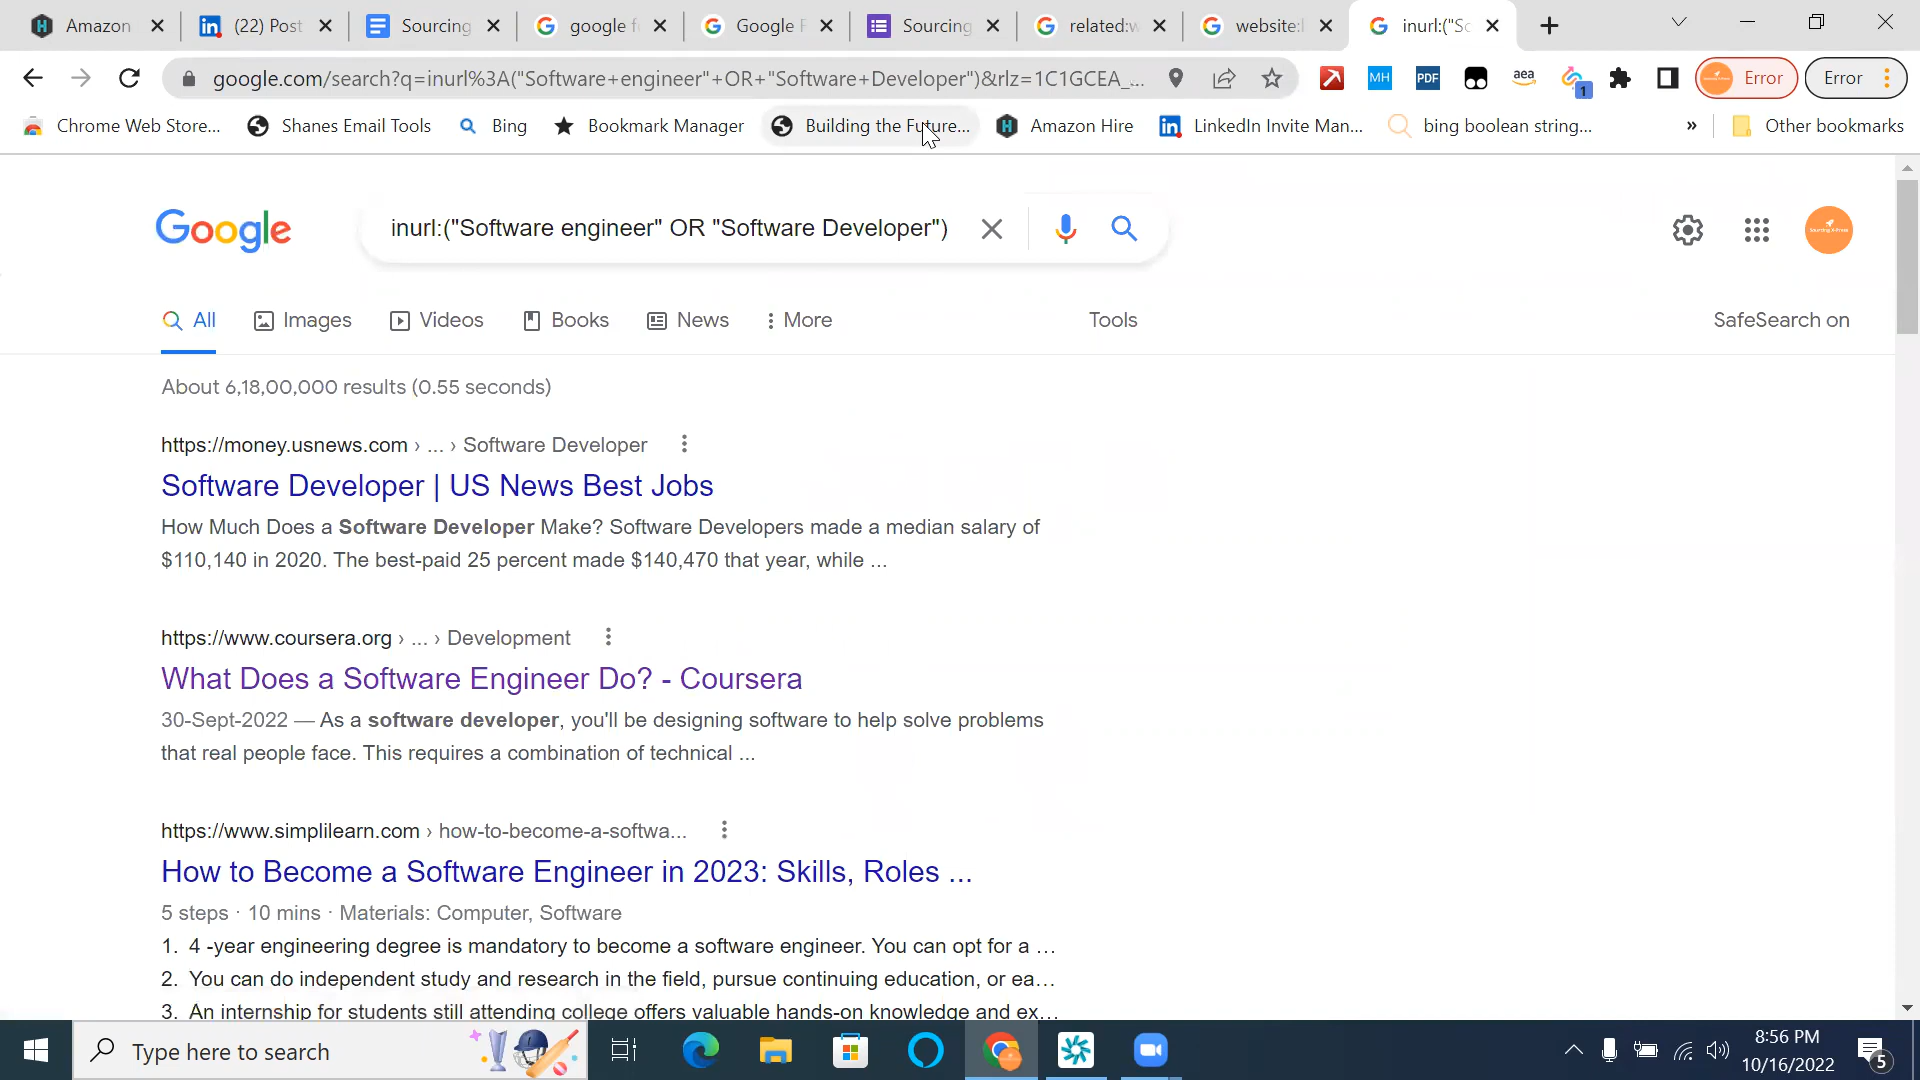 Amazon
(22) Post
Sourcing
google f
Google F
Sourcing
related:w
website:l
inurl:("So
google.com/search?q=inurl%3A("Software+engineer"+OR+"Software+Developer")&rlz=1C1GCEA_...
MH
PDF
aea
1
Error
Error
Chrome Web Store...
Shanes Email Tools
Bing
Bookmark Manager
Building the Future...
Amazon Hire
LinkedIn Invite Man...
bing boolean string...
»
Other bookmarks
Google
inurl:("Software engineer" OR "Software Developer")
All
Images
Videos
Books
News
More
Tools
SafeSearch on
About 6,18,00,000 results (0.55 seconds)
https://money.usnews.com › ... › Software Developer
Software Developer | US News Best Jobs
How Much Does a Software Developer Make? Software Developers made a median salary of
$110,140 in 2020. The best-paid 25 percent made $140,470 that year, while ...
https://www.coursera.org › ... › Development
What Does a Software Engineer Do? - Coursera
30-Sept-2022 — As a software developer, you'll be designing software to help solve problems
that real people face. This requires a combination of technical ...
https://www.simplilearn.com › how-to-become-a-softwa...
How to Become a Software Engineer in 2023: Skills, Roles ...
5 steps · 10 mins · Materials: Computer, Software
1. 4 -year engineering degree is mandatory to become a software engineer. You can opt for a ...
2. You can do independent study and research in the field, pursue continuing education, or ea...
3. An internship for students still attending college offers valuable hands-on knowledge and ex...
Type here to search
8:56 PM
10/16/2022
5